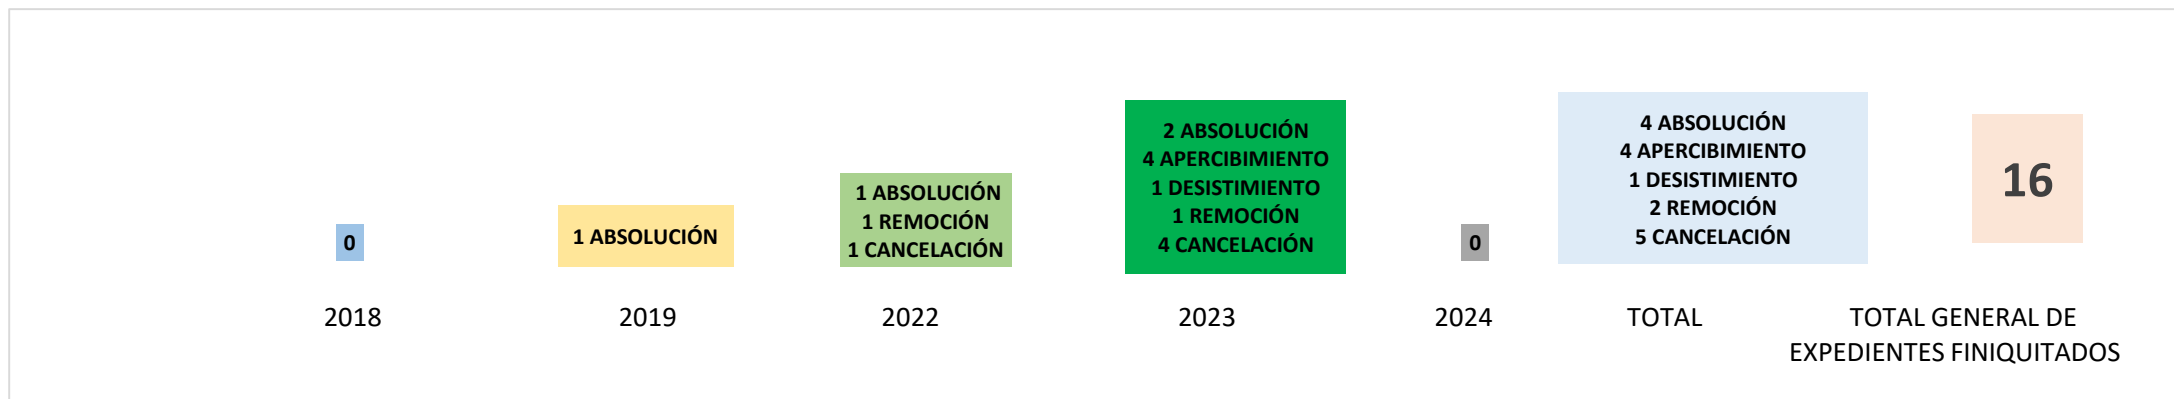 0
2018
1 ABSOLUCIÓN
2019
1 ABSOLUCIÓN
1 REMOCIÓN
1 CANCELACIÓN
2022
2 ABSOLUCIÓN
4 APERCIBIMIENTO
1 DESISTIMIENTO
1 REMOCIÓN
4 CANCELACIÓN
2023
0
2024
4 ABSOLUCIÓN
4 APERCIBIMIENTO
1 DESISTIMIENTO
2 REMOCIÓN
5 CANCELACIÓN
TOTAL
16
TOTAL GENERAL DE
EXPEDIENTES FINIQUITADOS